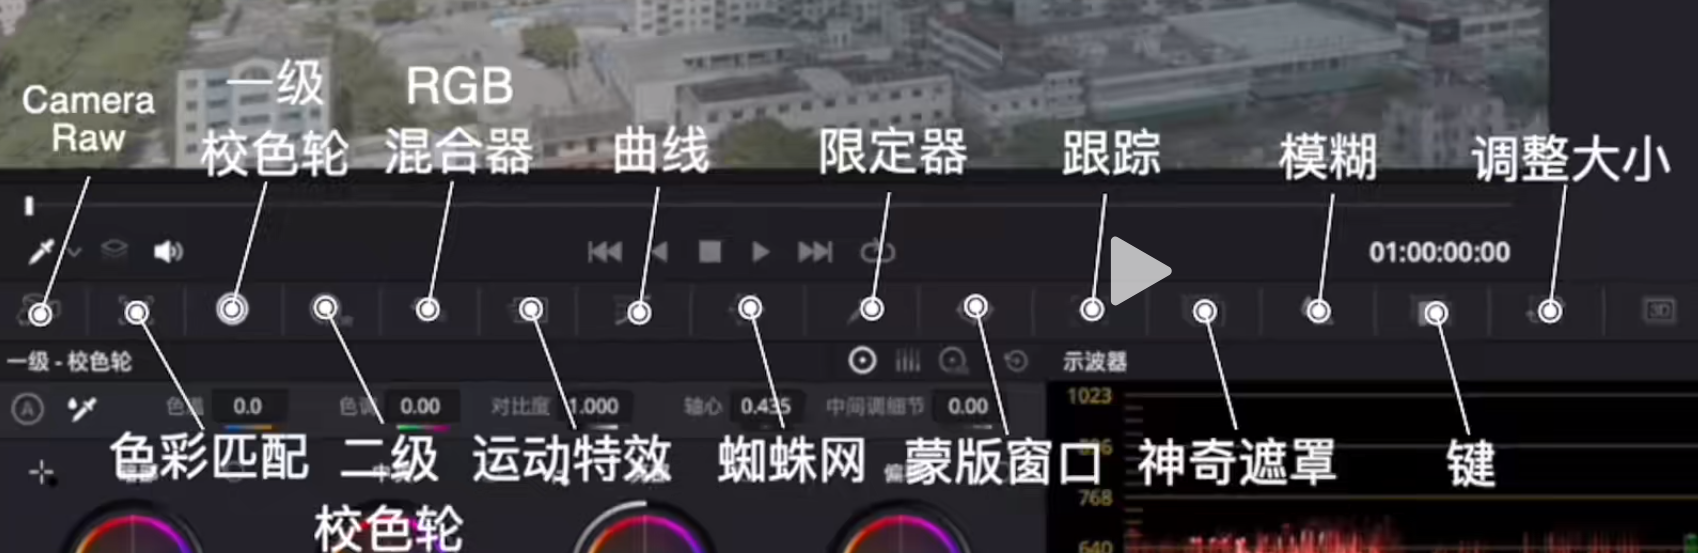 Camera
Raw
一级
校色轮
RGB
混合器
曲线
限定器
跟踪
模糊
调整大小
01:00:00:00
3D
一级 - 校色轮
示波器
A
0.0
色调
0.00
对比度
1.000
轴心
0.435
中间调细节
0.00
1023
896
768
640
色彩匹配
二级
校色轮
运动特效
蜘蛛网
蒙版窗口
神奇遮罩
键